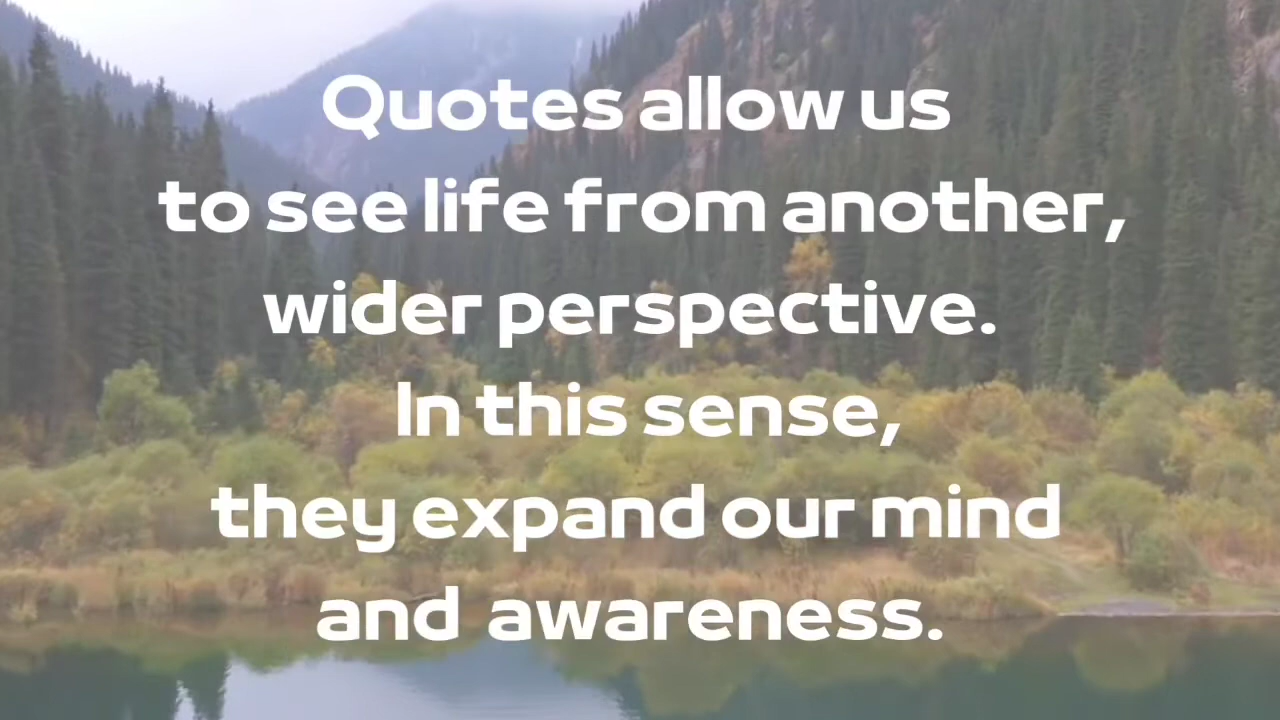 Quotes allow us
to see life from another,
wider perspective.
In this sense,
they expand our mind
and awareness.